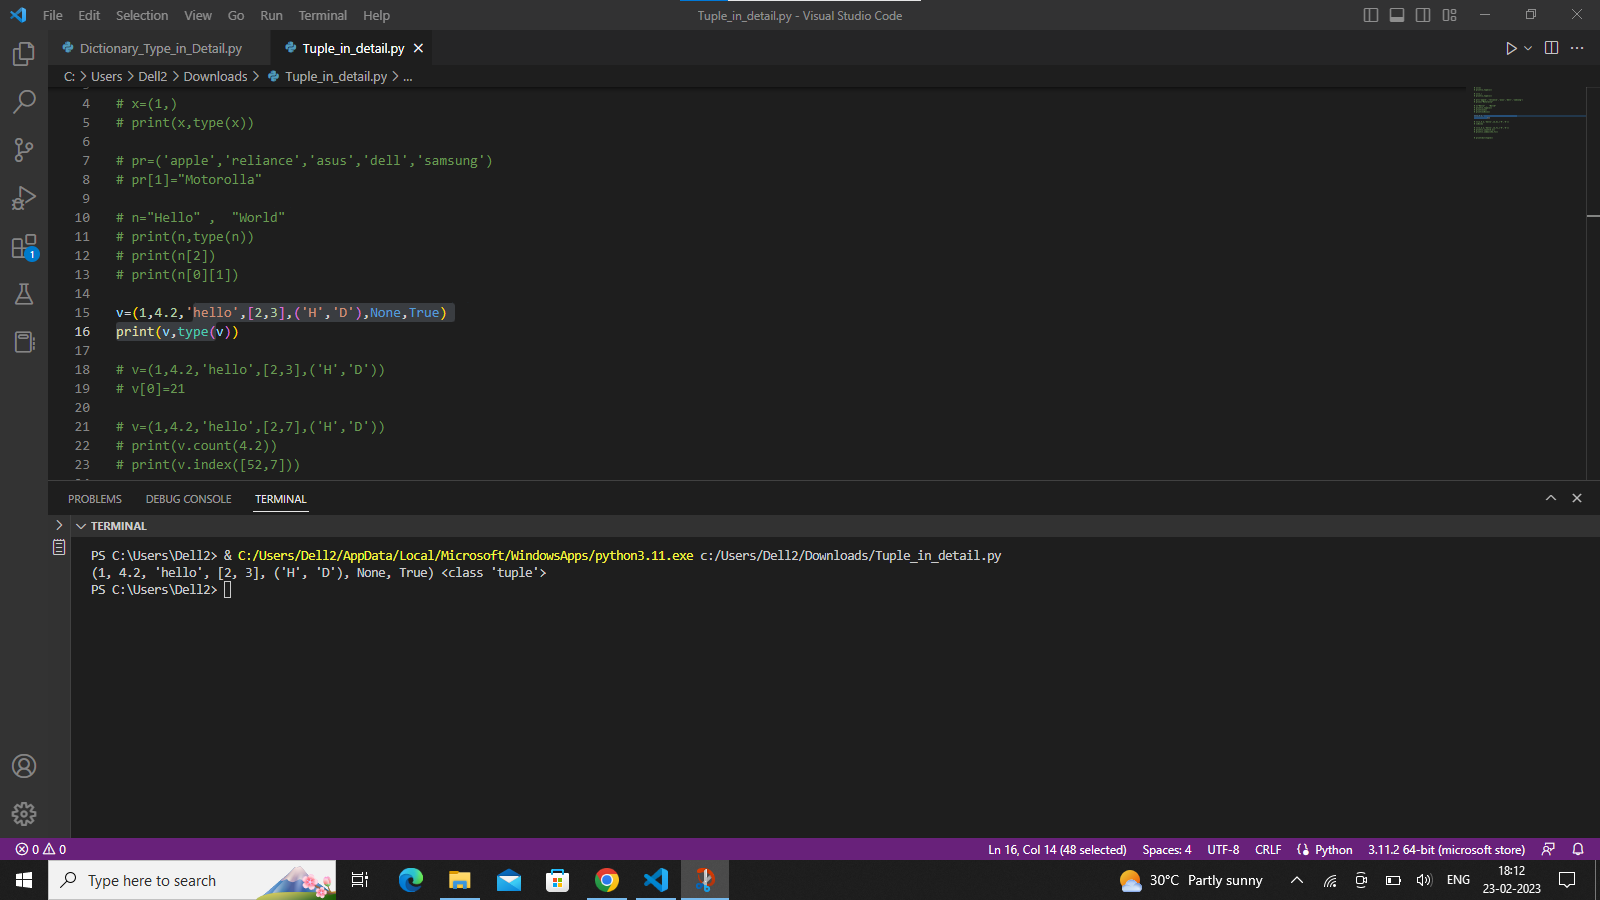 File Edit Selection View Go Run Terminal Help
Tuple_in_detail.py - Visual Studio Code
Dictionary_Type_in_Detail.py
Tuple_in_detail.py
C: > Users > Dell2 > Downloads > Tuple_in_detail.py > ...
4 # x=(1,)
5 # print(x,type(x))
6
7 # pr=('apple','reliance','asus','dell','samsung')
8 # pr[1]="Motorolla"
9
10 # n="Hello" ,  "World"
11 # print(n,type(n))
12 # print(n[2])
13 # print(n[0][1])
14
15 v=(1,4.2,'hello',[2,3],('H','D'),None,True)
16 print(v,type(v))
17
18 # v=(1,4.2,'hello',[2,3],('H','D'))
19 # v[0]=21
20
21 # v=(1,4.2,'hello',[2,7],('H','D'))
22 # print(v.count(4.2))
23 # print(v.index([52,7]))
1
PROBLEMS DEBUG CONSOLE TERMINAL
TERMINAL
PS C:\Users\Dell2> & C:/Users/Dell2/AppData/Local/Microsoft/WindowsApps/python3.11.exe c:/Users/Dell2/Downloads/Tuple_in_detail.py
(1, 4.2, 'hello', [2, 3], ('H', 'D'), None, True) <class 'tuple'>
PS C:\Users\Dell2>
0 0 Ln 16, Col 14 (48 selected) Spaces: 4 UTF-8 CRLF Python 3.11.2 64-bit (microsoft store)
Type here to search
30°C Partly sunny
ENG
18:12
23-02-2023